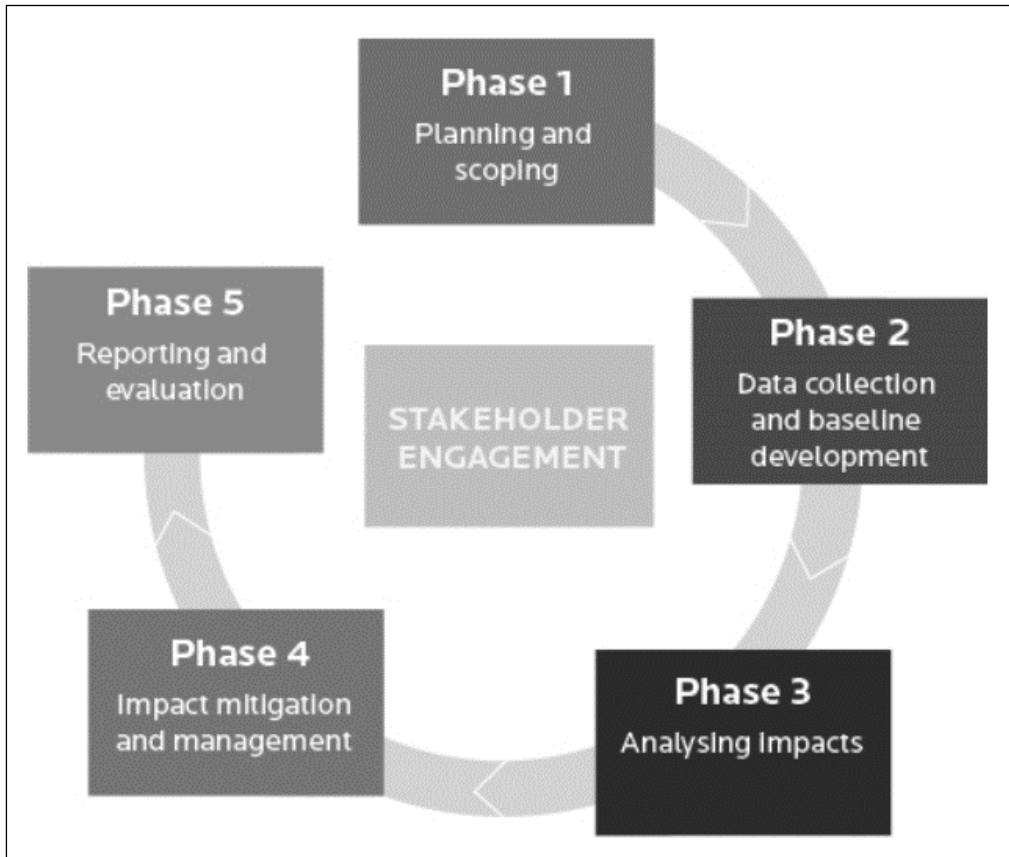 Phase 1
Planning and
scoping
Phase 2
Data collection
and baseline
development
Phase 3
Analysing impacts
Phase 4
Impact mitigation
and management
Phase 5
Reporting and
evaluation
STAKEHOLDER
ENGAGEMENT